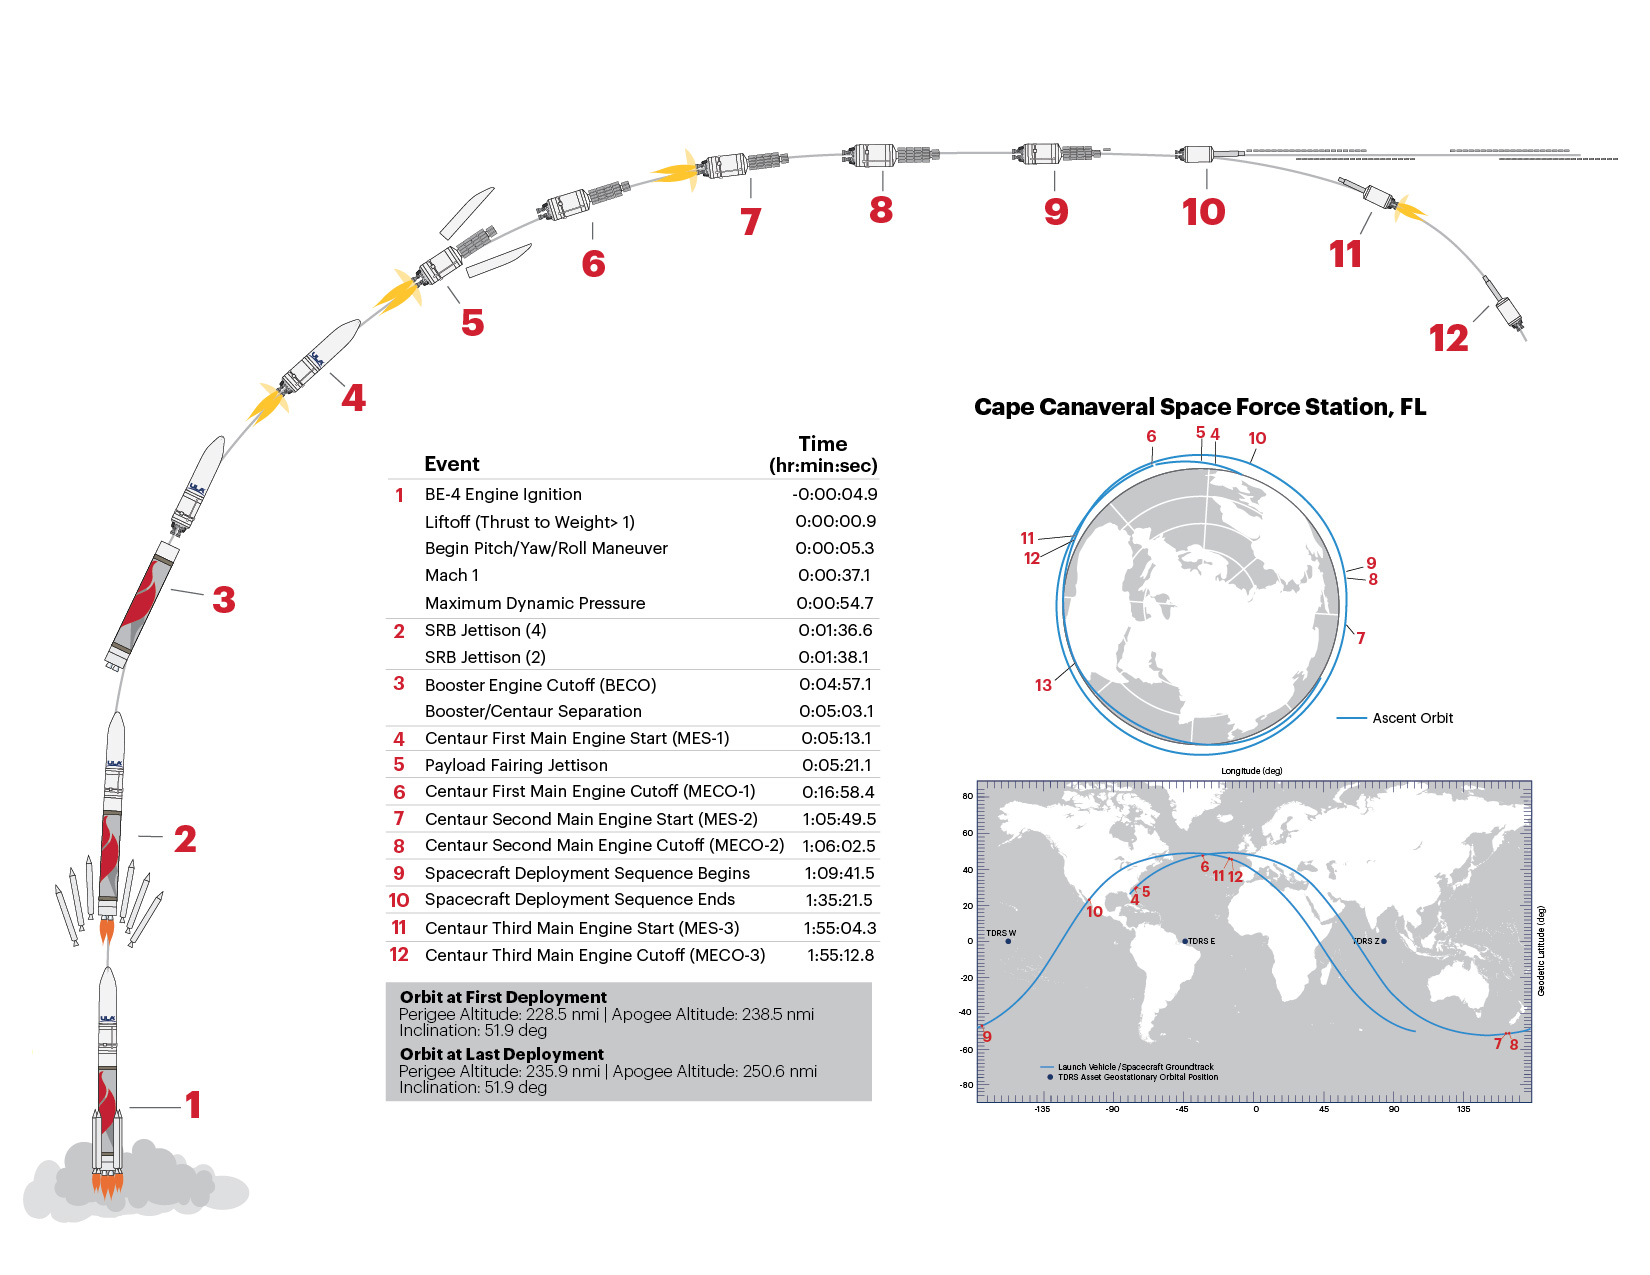 7
8
9
10
6
11
5
12
4
3
2
1
ULA
ULA
ULA
ULA
Event
Time
(hr:min:sec)
1 BE-4 Engine Ignition -0:00:04.9
Liftoff (Thrust to Weight> 1) 0:00:00.9
Begin Pitch/Yaw/Roll Maneuver 0:00:05.3
Mach 1 0:00:37.1
Maximum Dynamic Pressure 0:00:54.7
2 SRB Jettison (4) 0:01:36.6
SRB Jettison (2) 0:01:38.1
3 Booster Engine Cutoff (BECO) 0:04:57.1
Booster/Centaur Separation 0:05:03.1
4 Centaur First Main Engine Start (MES-1) 0:05:13.1
5 Payload Fairing Jettison 0:05:21.1
6 Centaur First Main Engine Cutoff (MECO-1) 0:16:58.4
7 Centaur Second Main Engine Start (MES-2) 1:05:49.5
8 Centaur Second Main Engine Cutoff (MECO-2) 1:06:02.5
9 Spacecraft Deployment Sequence Begins 1:09:41.5
10 Spacecraft Deployment Sequence Ends 1:35:21.5
11 Centaur Third Main Engine Start (MES-3) 1:55:04.3
12 Centaur Third Main Engine Cutoff (MECO-3) 1:55:12.8
Orbit at First Deployment
Perigee Altitude: 228.5 nmi | Apogee Altitude: 238.5 nmi
Inclination: 51.9 deg
Orbit at Last Deployment
Perigee Altitude: 235.9 nmi | Apogee Altitude: 250.6 nmi
Inclination: 51.9 deg
Cape Canaveral Space Force Station, FL
6
5 4
10
11
12
9
8
7
13
Ascent Orbit
Longitude (deg)
80
60
40
20
0
-20
-40
-60
-80
6
11 12
5
4
10
TDRS W
TDRS E
TDRS Z
9
7 8
Launch Vehicle /Spacecraft Groundtrack
TDRS Asset Geostationary Orbital Position
-135 -90 -45 0 45 90 135
Geodetic Latitude (deg)